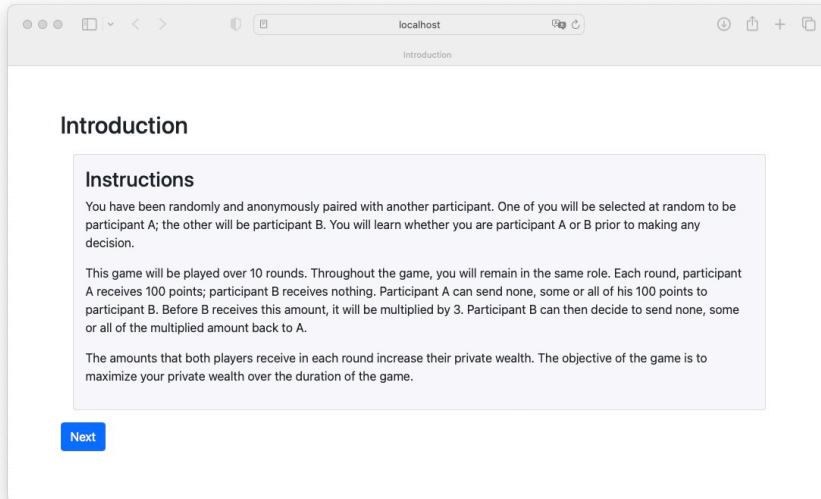 localhost
Introduction
Introduction
Instructions
You have been randomly and anonymously paired with another participant. One of you will be selected at random to be
participant A; the other will be participant B. You will learn whether you are participant A or B prior to making any
decision.
This game will be played over 10 rounds. Throughout the game, you will remain in the same role. Each round, participant
A receives 100 points; participant B receives nothing. Participant A can send none, some or all of his 100 points to
participant B. Before B receives this amount, it will be multiplied by 3. Participant B can then decide to send none, some
or all of the multiplied amount back to A.
The amounts that both players receive in each round increase their private wealth. The objective of the game is to
maximize your private wealth over the duration of the game.
Next